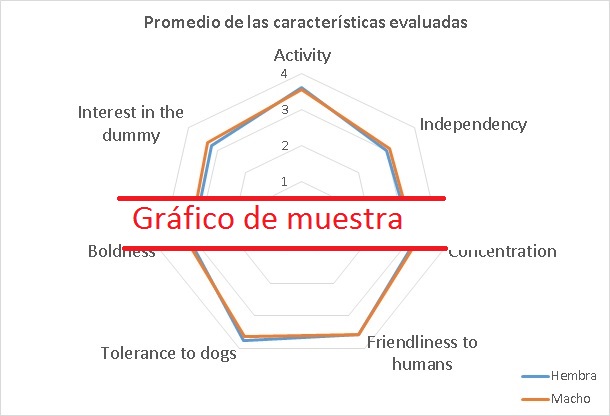 Promedio de las características evaluadas
Activity
4
Interest in the
dummy
3
Independency
2
1
Gráfico de muestra
Boldness
Concentration
Tolerance to dogs
Friendliness to
humans
Hembra
Macho